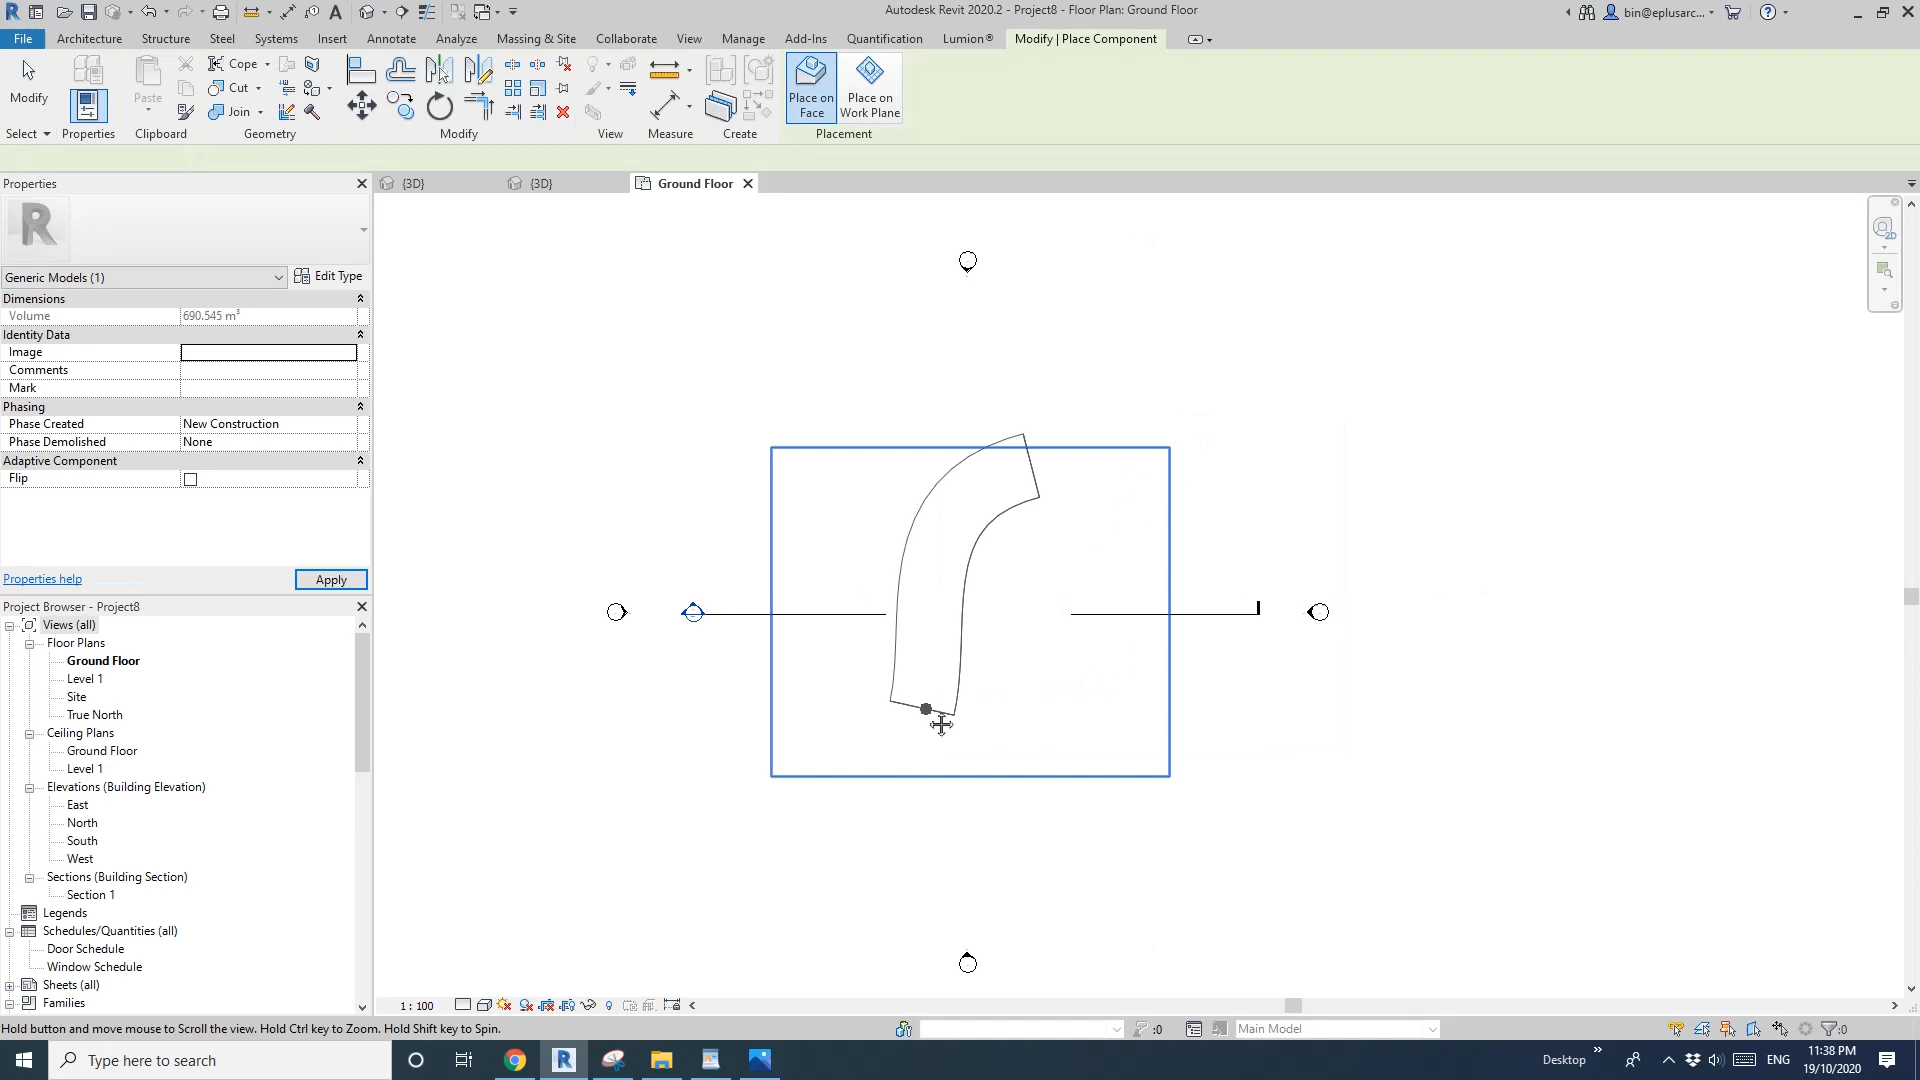 Autodesk Revit 2020.2 - Project8 - Floor Plan: Ground Floor
bin@eplusarc...
File Architecture Structure Steel Systems Insert Annotate Analyze Massing & Site Collaborate View Manage Add-Ins Quantification Lumion® Modify | Place Component
Modify
Paste
Cope
Cut
Join
Place on Face
Place on Work Plane
Select Properties Clipboard Geometry Modify View Measure Create Placement
Properties
{3D} {3D} Ground Floor
R
Generic Models (1) Edit Type
Dimensions
Volume 690.545 m³
Identity Data
Image
Comments
Mark
Phasing
Phase Created New Construction
Phase Demolished None
Adaptive Component
Flip
Properties help Apply
Project Browser - Project8
Views (all)
Floor Plans
Ground Floor
Level 1
Site
True North
Ceiling Plans
Ground Floor
Level 1
Elevations (Building Elevation)
East
North
South
West
Sections (Building Section)
Section 1
Legends
Schedules/Quantities (all)
Door Schedule
Window Schedule
Sheets (all)
Families
2D
1 : 100
Hold button and move mouse to Scroll the view. Hold Ctrl key to Zoom. Hold Shift key to Spin.
:0 Main Model :0
Type here to search
Desktop
ENG
11:38 PM
19/10/2020